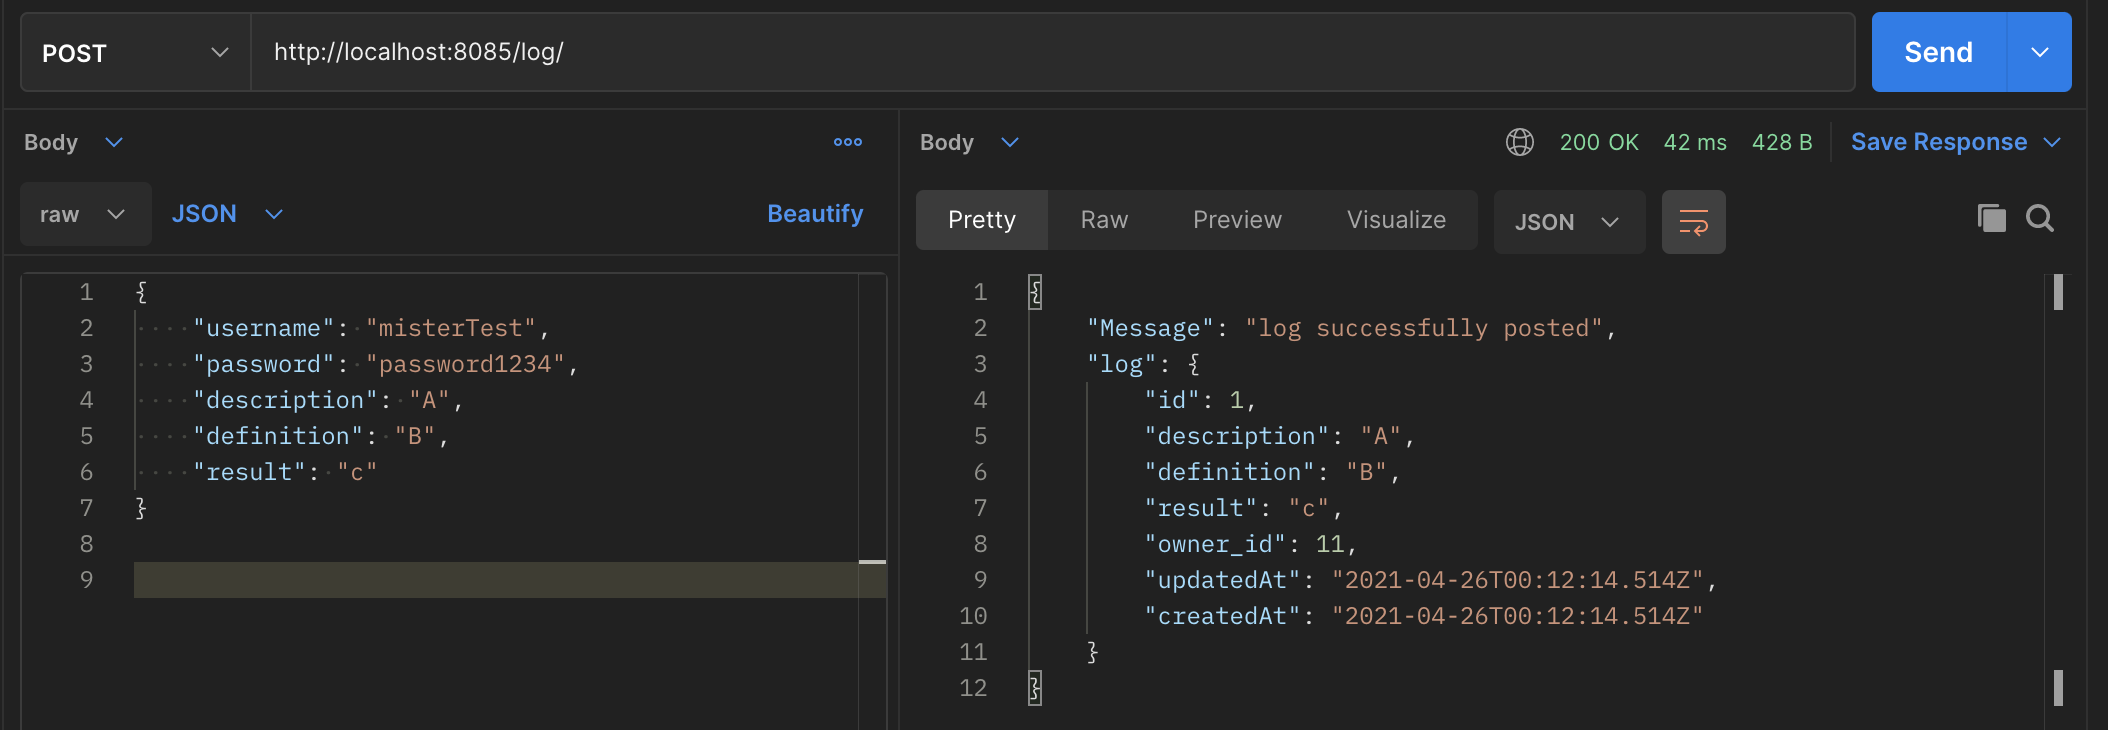 POST http://localhost:8085/log/ Send
Body ooo
raw JSON Beautify
1 {
2 "username": "misterTest",
3 "password": "password1234",
4 "description": "A",
5 "definition": "B",
6 "result": "c"
7 }
8
9
Body 200 OK 42 ms 428 B Save Response
Pretty Raw Preview Visualize JSON
1 {
2 "Message": "log successfully posted",
3 "log": {
4 "id": 1,
5 "description": "A",
6 "definition": "B",
7 "result": "c",
8 "owner_id": 11,
9 "updatedAt": "2021-04-26T00:12:14.514Z",
10 "createdAt": "2021-04-26T00:12:14.514Z"
11 }
12 }